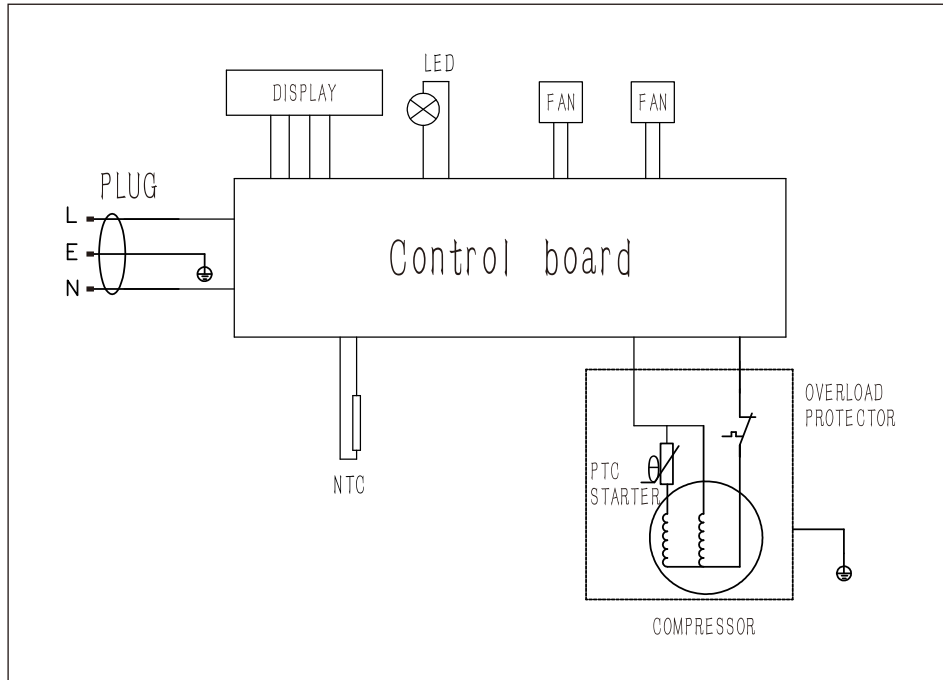 LED
DISPLAY
FAN
FAN
PLUG
L
E
N
Control board
OVERLOAD
PROTECTOR
PTC
STARTER
NTC
COMPRESSOR